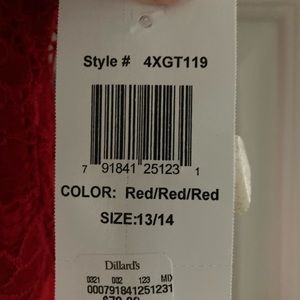 Style # 4XGT119
7 91841 25123 1
COLOR: Red/Red/Red
SIZE:13/14
Dillard's
0321 002 123 MD
000791841251231